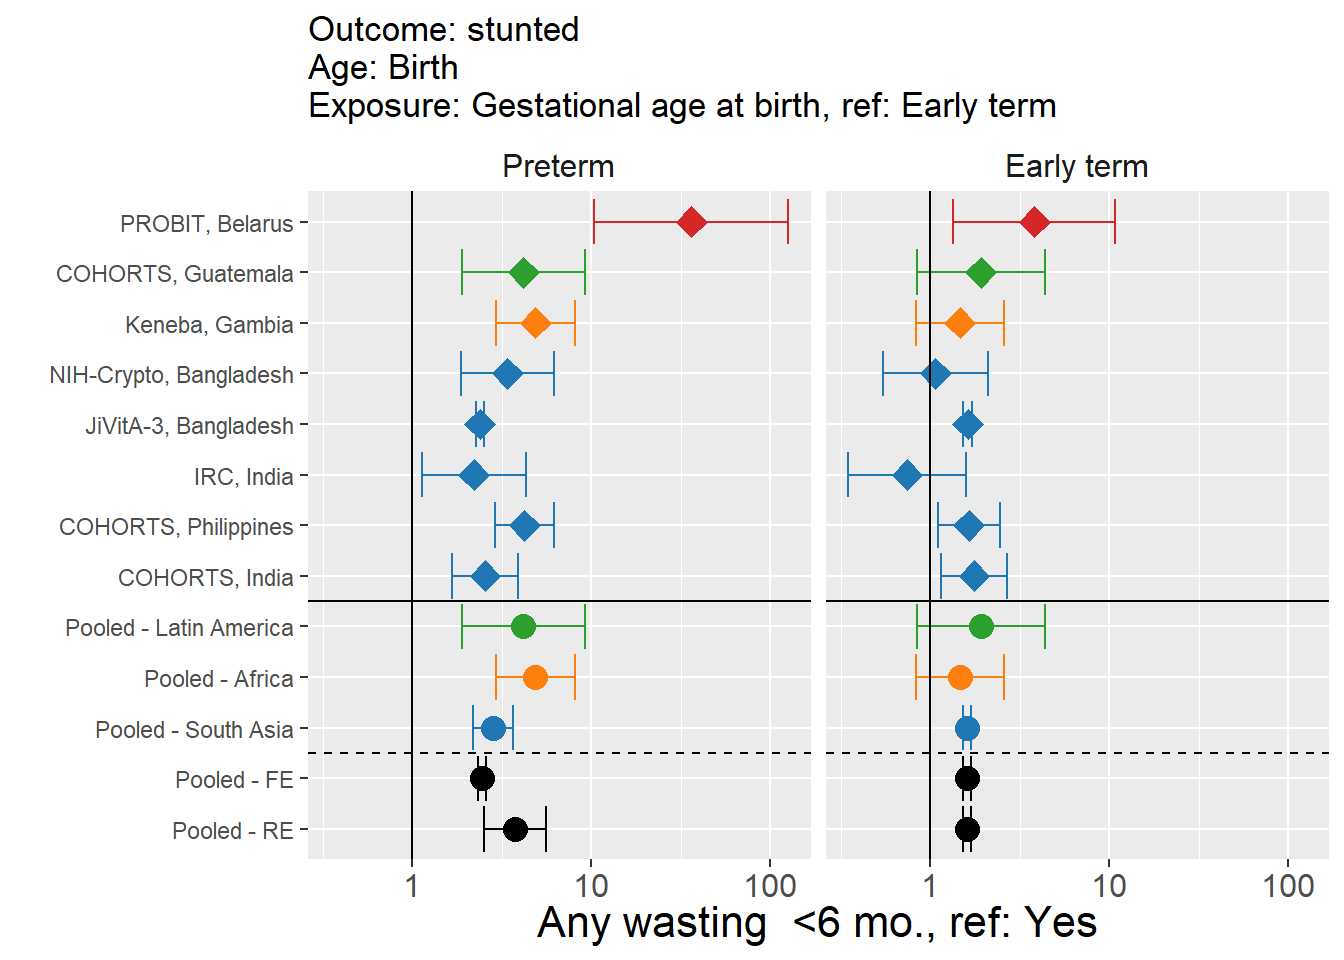 Outcome: stunted
Age: Birth
Exposure: Gestational age at birth, ref: Early term
Preterm
Early term
PROBIT, Belarus
COHORTS, Guatemala
Keneba, Gambia
NIH-Crypto, Bangladesh
JiVitA-3, Bangladesh
IRC, India
COHORTS, Philippines
COHORTS, India
Pooled - Latin America
Pooled - Africa
Pooled - South Asia
Pooled - FE
Pooled - RE
1 10 100
1 10 100
Any wasting  <6 mo., ref: Yes